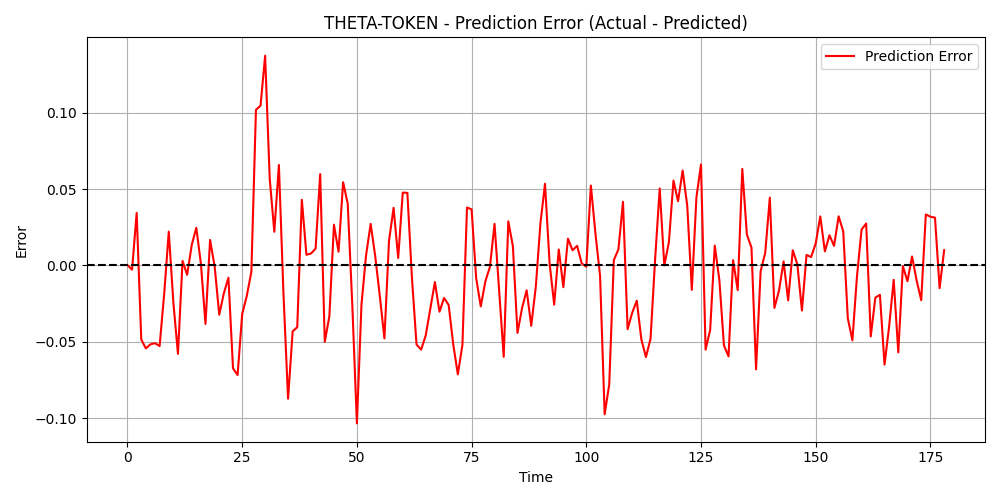 THETA-TOKEN - Prediction Error (Actual - Predicted)
Prediction Error
Error
0.10
0.05
0.00
−0.05
−0.10
0 25 50 75 100 125 150 175
Time